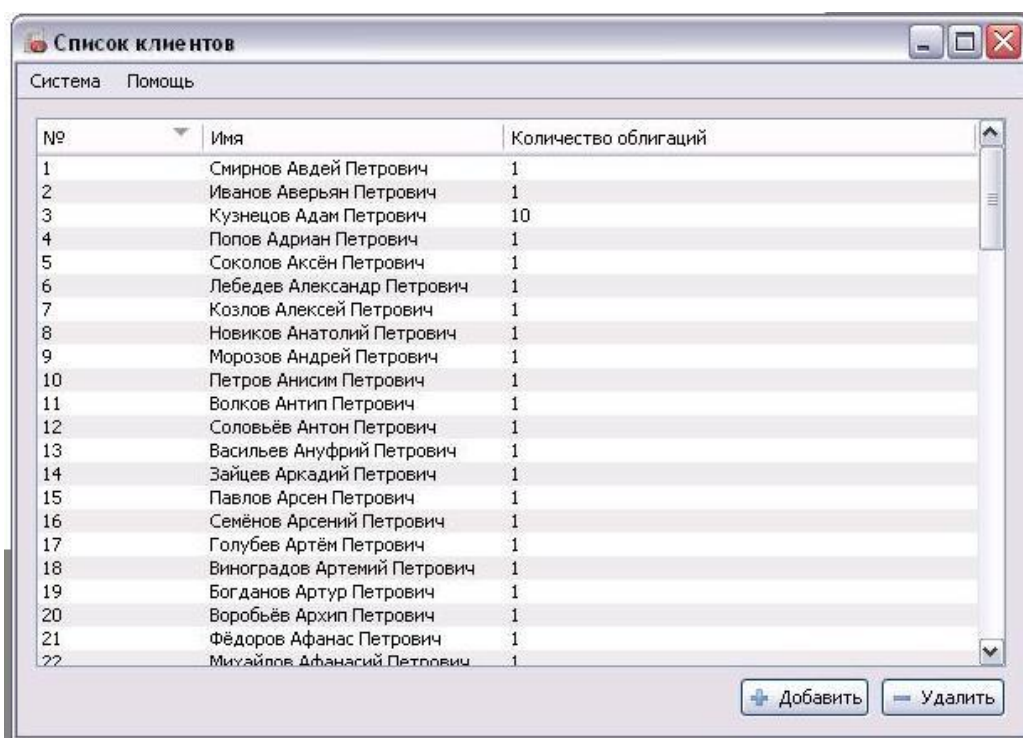 Список клиентов
Система Помощь
№ Имя Количество облигаций
1 Смирнов Авдей Петрович 1
2 Иванов Аверьян Петрович 1
3 Кузнецов Адам Петрович 10
4 Попов Адриан Петрович 1
5 Соколов Аксён Петрович 1
6 Лебедев Александр Петрович 1
7 Козлов Алексей Петрович 1
8 Новиков Анатолий Петрович 1
9 Морозов Андрей Петрович 1
10 Петров Анисим Петрович 1
11 Волков Антип Петрович 1
12 Соловьёв Антон Петрович 1
13 Васильев Ануфрий Петрович 1
14 Зайцев Аркадий Петрович 1
15 Павлов Арсен Петрович 1
16 Семёнов Арсений Петрович 1
17 Голубев Артём Петрович 1
18 Виноградов Артемий Петрович 1
19 Богданов Артур Петрович 1
20 Воробьёв Архип Петрович 1
21 Фёдоров Афанас Петрович 1
22 Михайлов Афанасий Петрович 1
Добавить Удалить